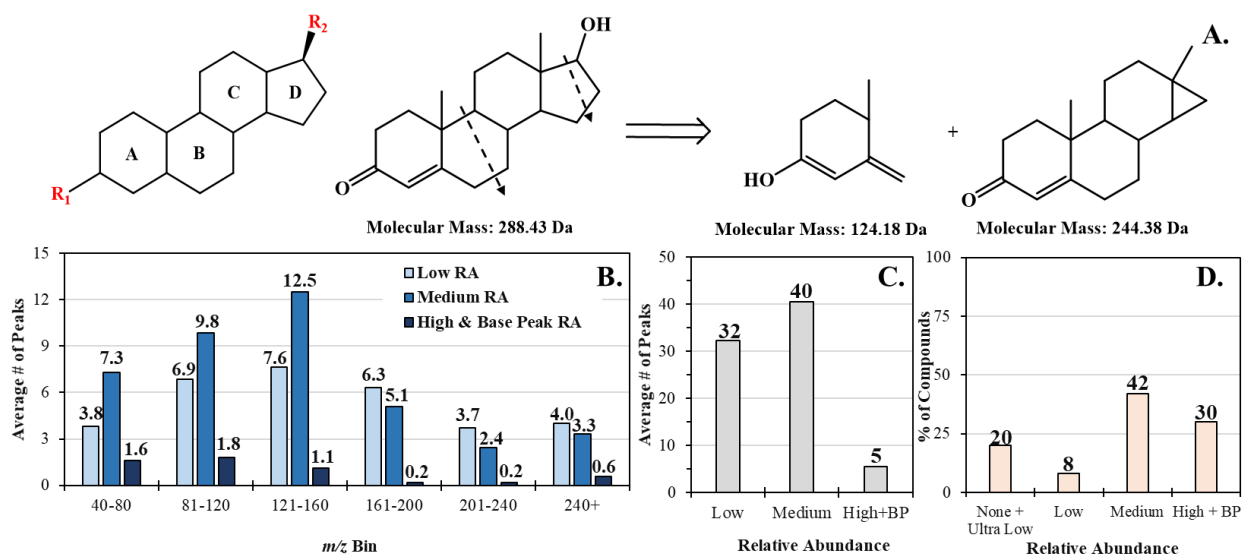 R₂
C
D
A
B
R₁
OH
O
HO
+
O
A.
Molecular Mass: 288.43 Da
Molecular Mass: 124.18 Da
Molecular Mass: 244.38 Da
B.
Average # of Peaks
15
12
9
6
3
0
Low RA
Medium RA
High & Base Peak RA
3.8
7.3
1.6
6.9
9.8
1.8
7.6
12.5
1.1
6.3
5.1
0.2
3.7
2.4
0.2
4.0
3.3
0.6
40-80
81-120
121-160
161-200
201-240
240+
m/z Bin
C.
Average # of Peaks
50
40
30
20
10
0
32
40
5
Low
Medium
High+BP
Relative Abundance
D.
% of Compounds
100
75
50
25
0
20
8
42
30
None +
Ultra Low
Low
Medium
High + BP
Relative Abundance